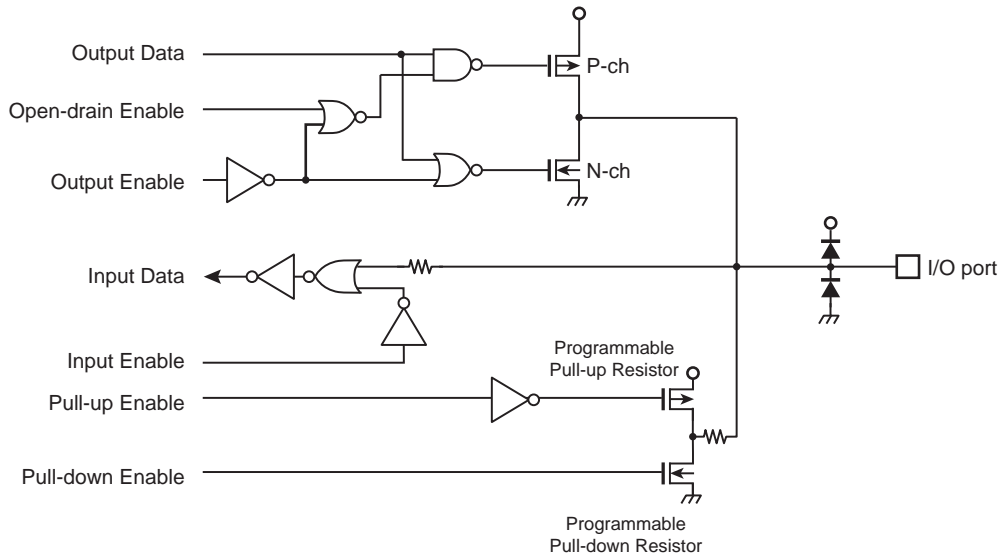 Output Data
P-ch
Open-drain Enable
N-ch
Output Enable
Input Data
I/O port
Input Enable
Programmable
Pull-up Resistor
Pull-up Enable
Pull-down Enable
Programmable
Pull-down Resistor